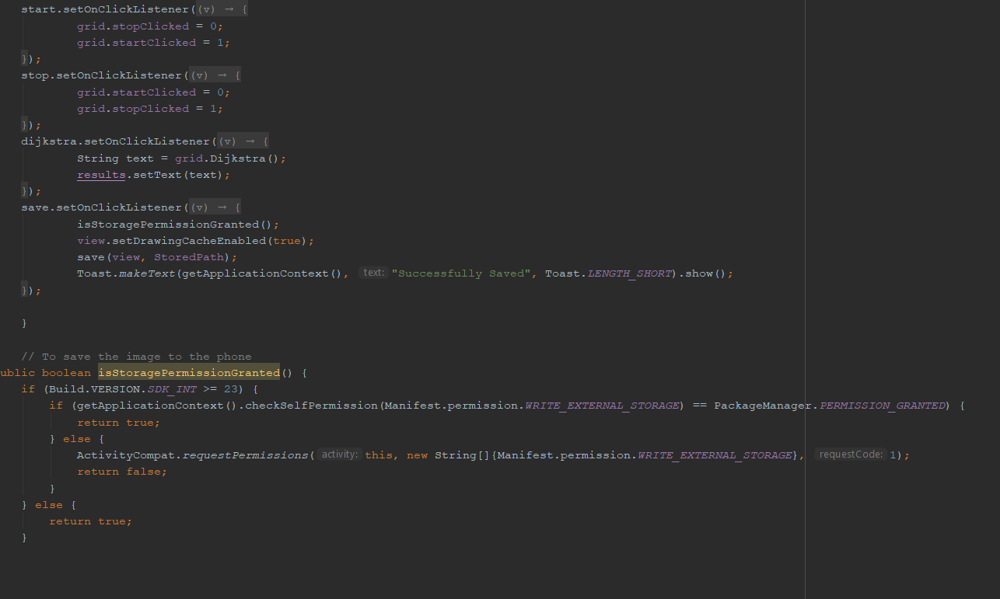 start.setOnClickListener((v) → {
grid.stopClicked = 0;
grid.startClicked = 1;
});
stop.setOnClickListener((v) → {
grid.startClicked = 0;
grid.stopClicked = 1;
});
dijkstra.setOnClickListener((v) → {
String text = grid.Dijkstra();
results.setText(text);
});
save.setOnClickListener((v) → {
isStoragePermissionGranted();
view.setDrawingCacheEnabled(true);
save(view, StoredPath);
Toast.makeText(getApplicationContext(), text: "Successfully Saved", Toast.LENGTH_SHORT).show();
});
}
// To save the image to the phone
ublic boolean isStoragePermissionGranted() {
if (Build.VERSION.SDK_INT >= 23) {
if (getApplicationContext().checkSelfPermission(Manifest.permission.WRITE_EXTERNAL_STORAGE) == PackageManager.PERMISSION_GRANTED) {
return true;
} else {
ActivityCompat.requestPermissions( activity: this, new String[]{Manifest.permission.WRITE_EXTERNAL_STORAGE}, requestCode: 1);
return false;
}
} else {
return true;
}